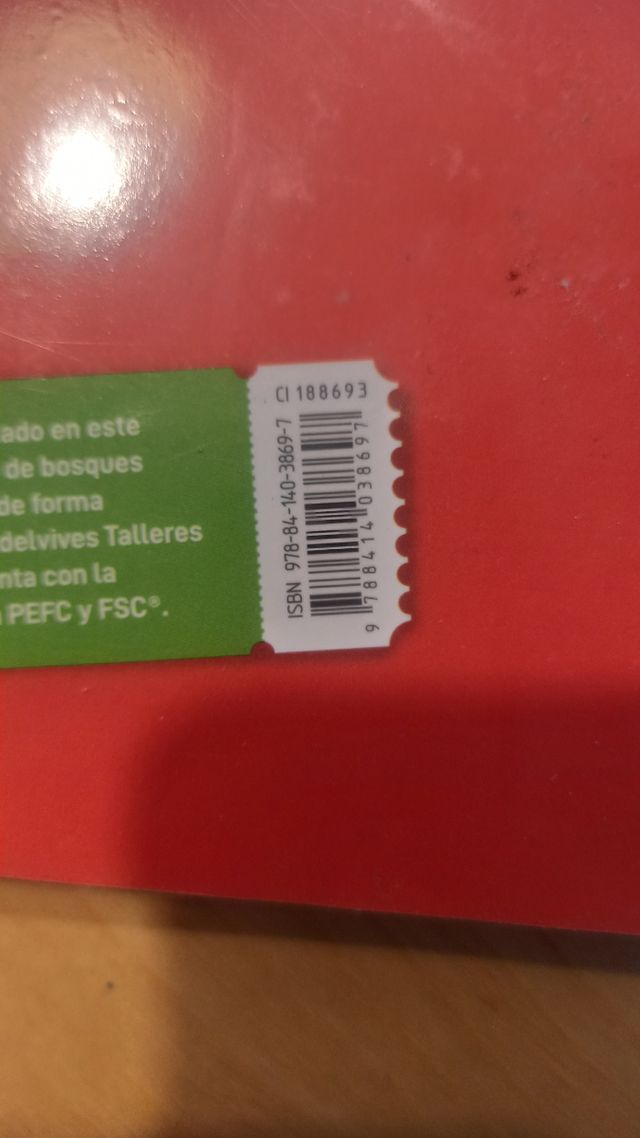 ado en este
de bosques
de forma
delvives Talleres
nta con la
PEFC y FSC®.
CI 188693
ISBN 978-84-140-3869-7
9 788414 038697